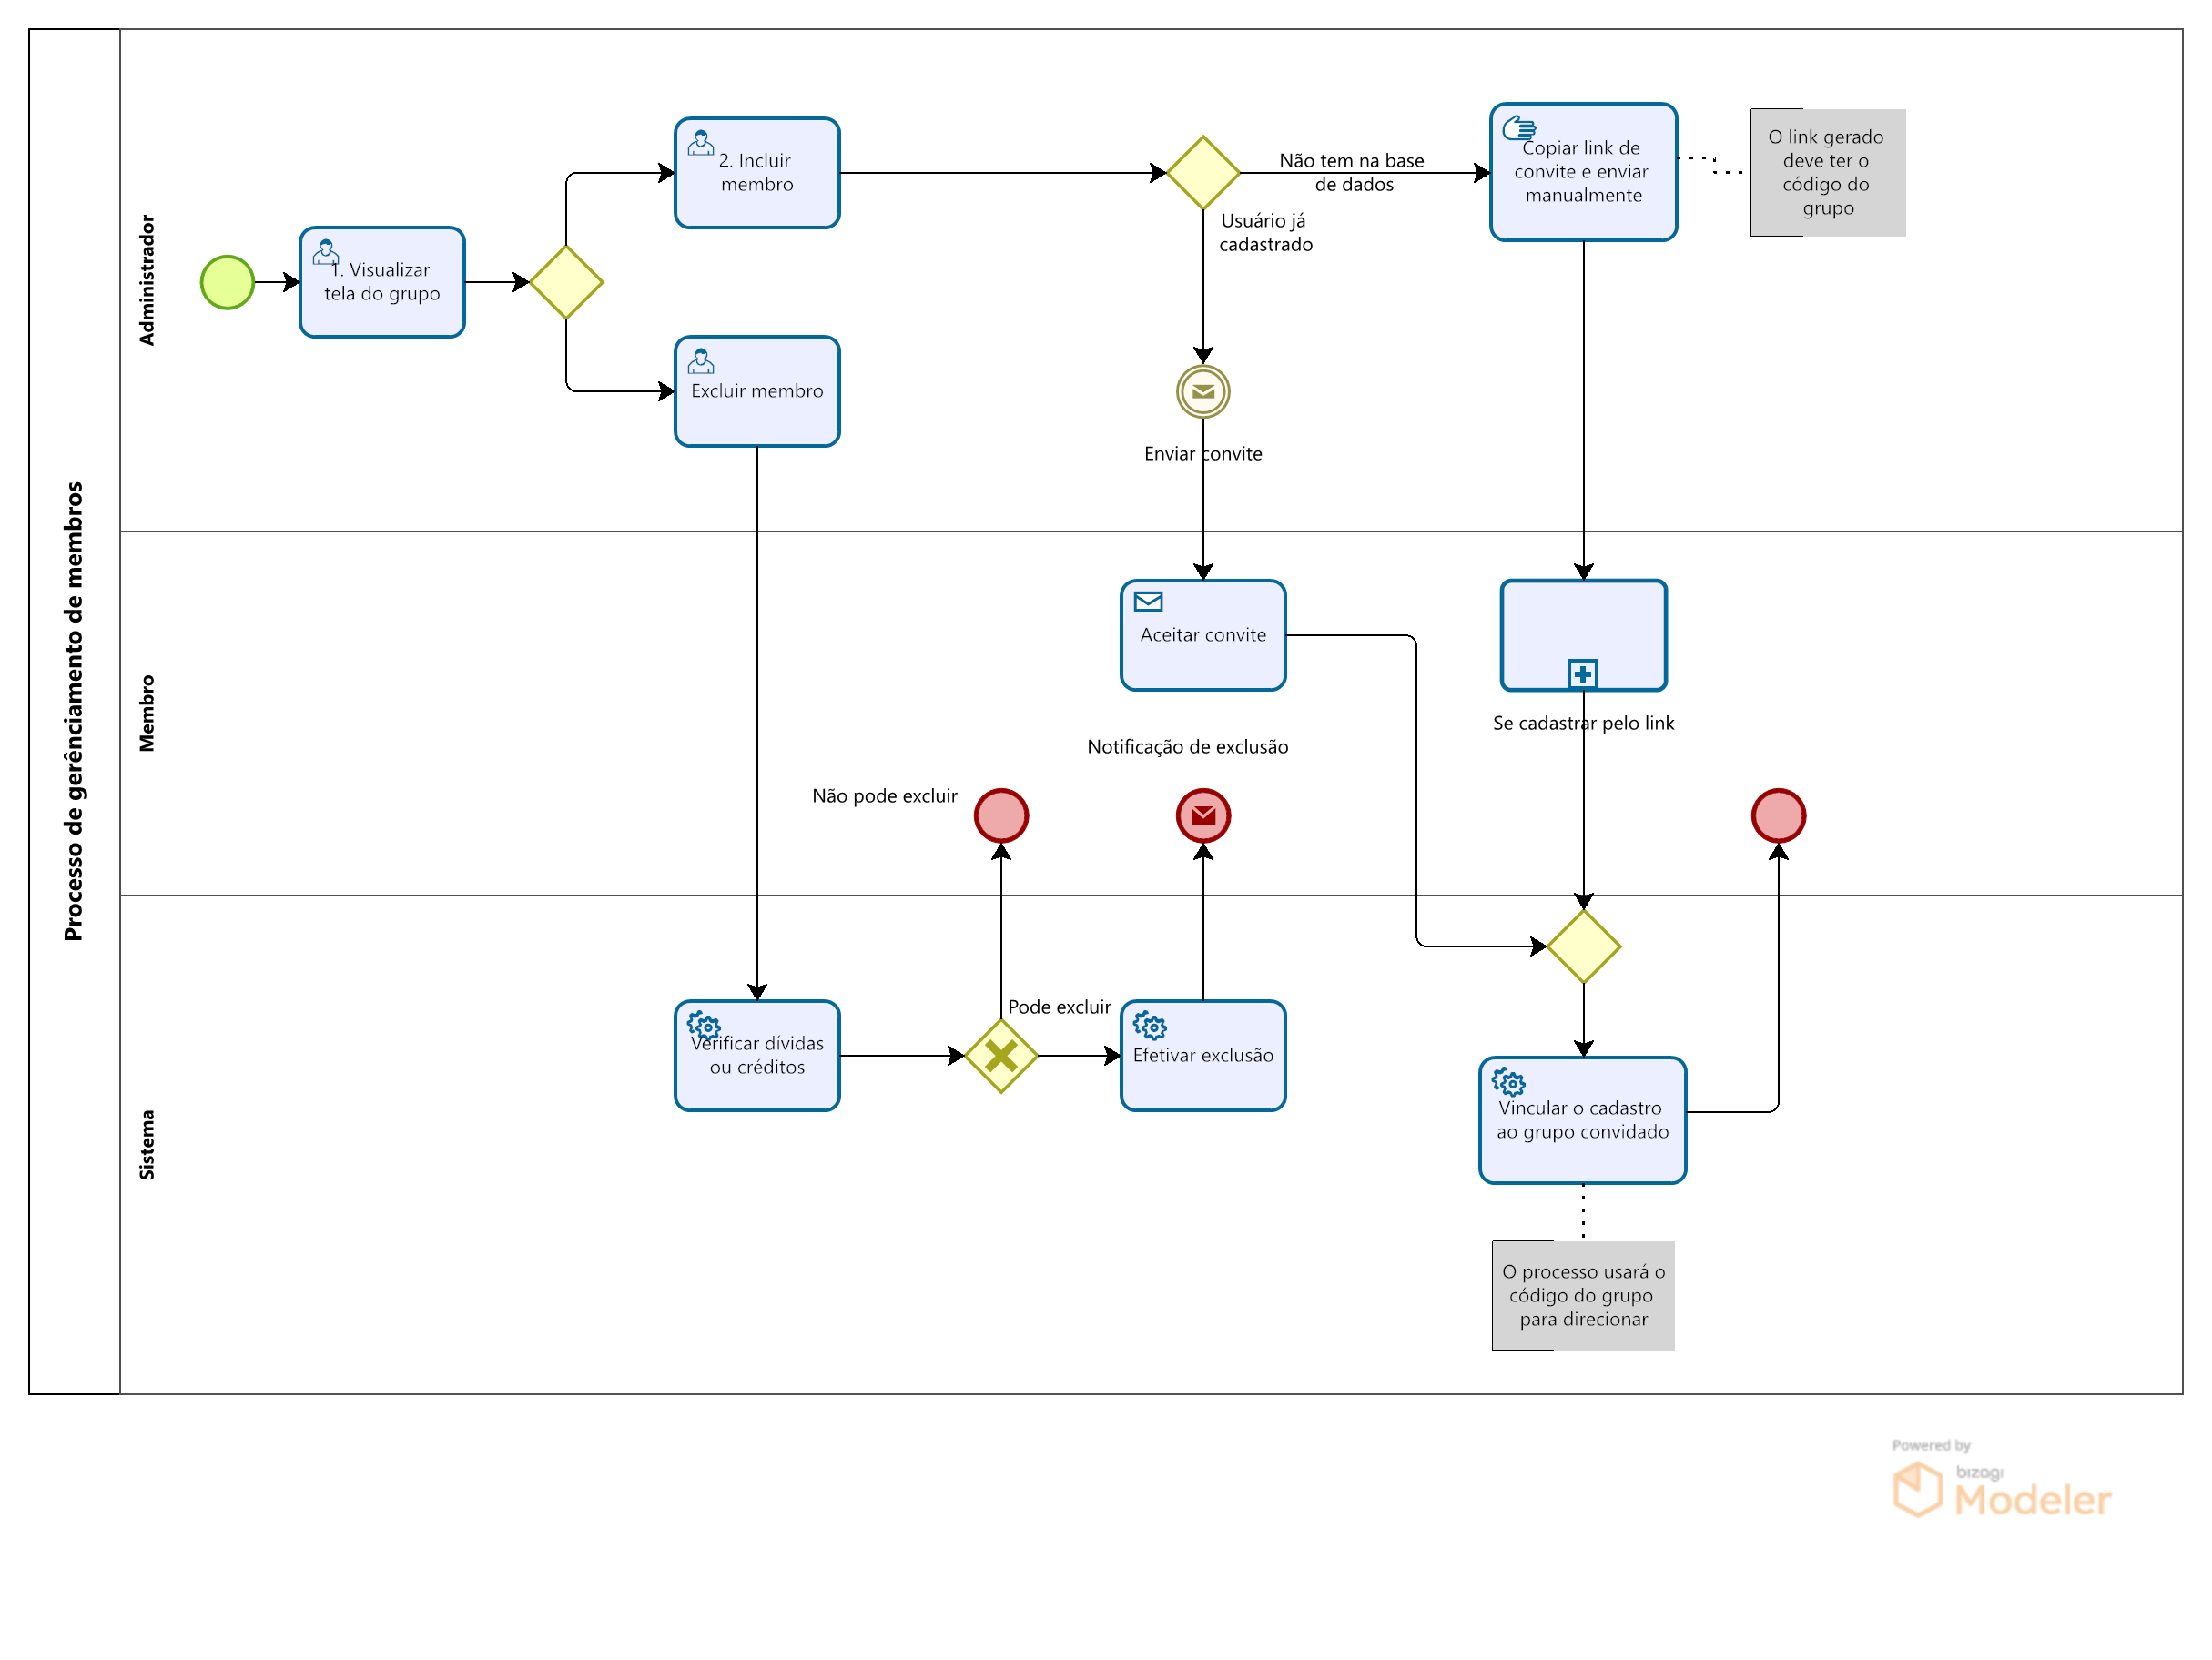 Processo de gerênciamento de membros
Administrador
1. Visualizar
tela do grupo
2. Incluir
membro
Excluir membro
Não tem na base
de dados
Usuário já
cadastrado
Enviar convite
Copiar link de
convite e enviar
manualmente
O link gerado
deve ter o
código do
grupo
Membro
Aceitar convite
Se cadastrar pelo link
Notificação de exclusão
Não pode excluir
Sistema
Verificar dívidas
ou créditos
Pode excluir
Efetivar exclusão
Vincular o cadastro
ao grupo convidado
O processo usará o
código do grupo
para direcionar
Powered by
bizagi
Modeler